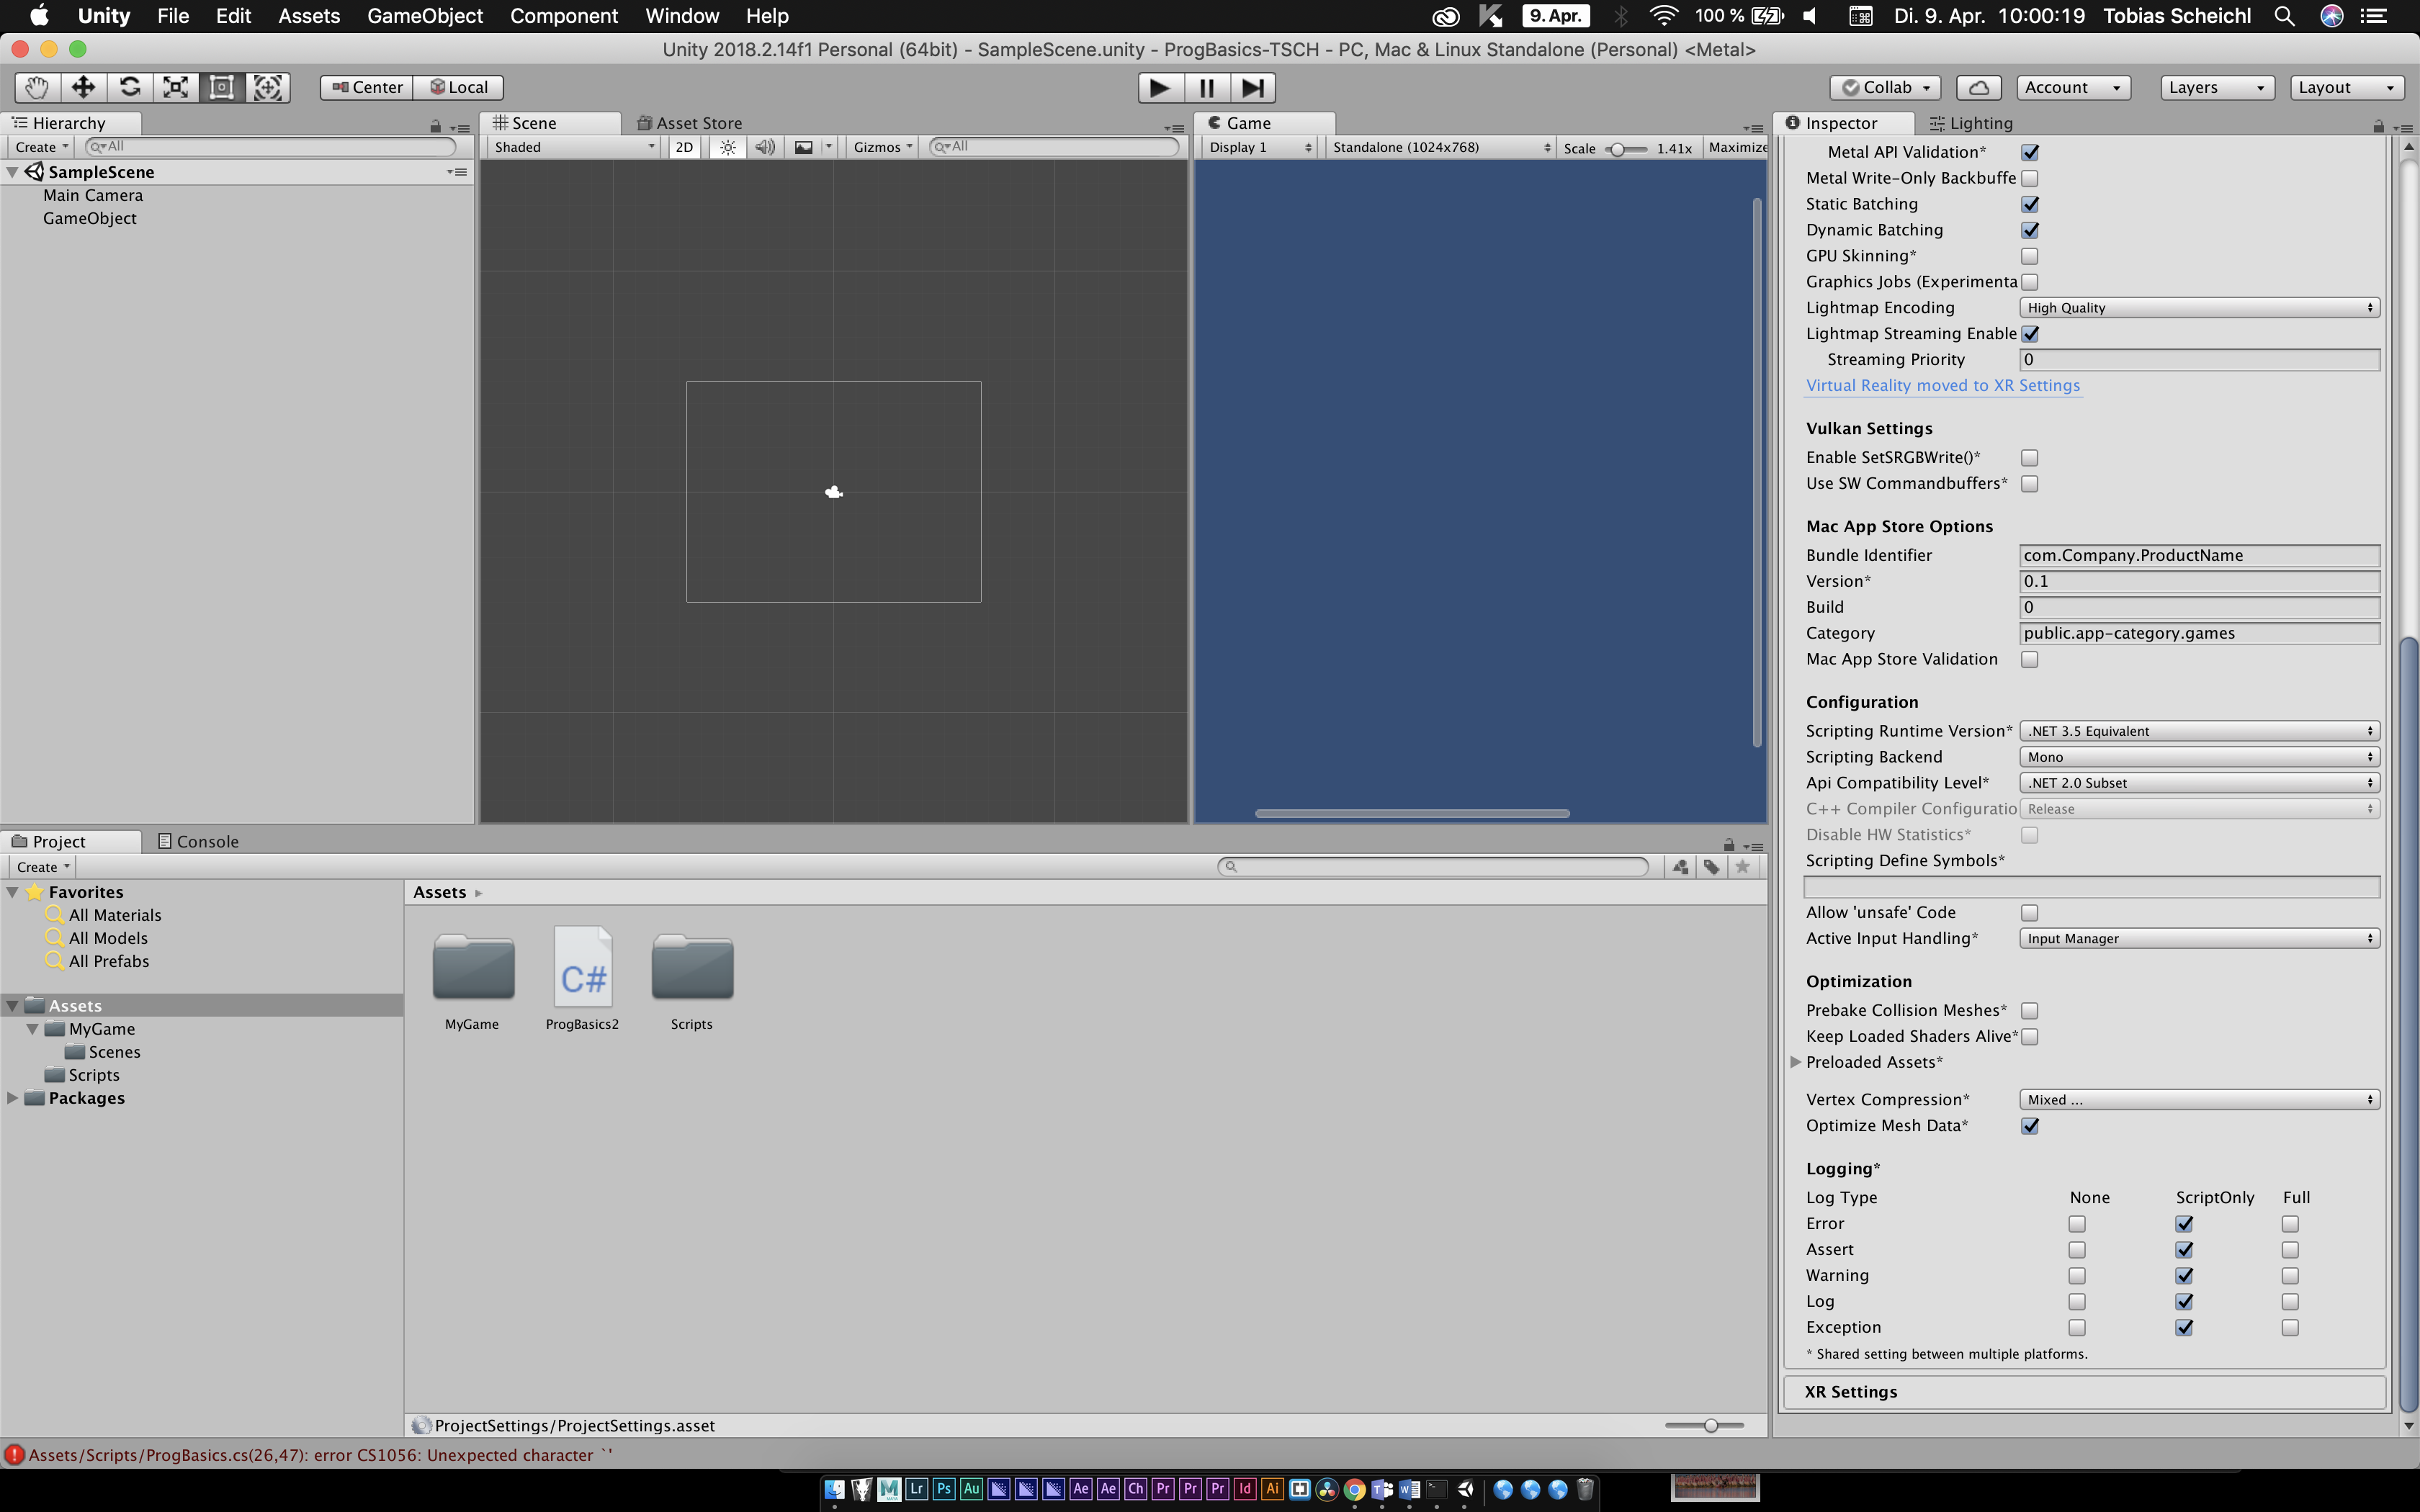 Unity File Edit Assets GameObject Component Window Help 9. Apr. 100 % Di. 9. Apr. 10:00:19 Tobias Scheichl
Unity 2018.2.14f1 Personal (64bit) - SampleScene.unity - ProgBasics-TSCH - PC, Mac & Linux Standalone (Personal) <Metal>
Center Local Collab Account Layers Layout
Hierarchy
Create All
SampleScene
Main Camera
GameObject
Scene Asset Store
Shaded 2D Gizmos All
Game
Display 1 Standalone (1024x768) Scale 1.41x Maximize
Inspector Lighting
Metal API Validation*
Metal Write-Only Backbuffe
Static Batching
Dynamic Batching
GPU Skinning*
Graphics Jobs (Experimenta
Lightmap Encoding High Quality
Lightmap Streaming Enable
Streaming Priority 0
Virtual Reality moved to XR Settings
Vulkan Settings
Enable SetSRGBWrite()*
Use SW Commandbuffers*
Mac App Store Options
Bundle Identifier com.Company.ProductName
Version* 0.1
Build 0
Category public.app-category.games
Mac App Store Validation
Configuration
Scripting Runtime Version* .NET 3.5 Equivalent
Scripting Backend Mono
Api Compatibility Level* .NET 2.0 Subset
C++ Compiler Configuratio Release
Disable HW Statistics*
Scripting Define Symbols*
Allow 'unsafe' Code
Active Input Handling* Input Manager
Optimization
Prebake Collision Meshes*
Keep Loaded Shaders Alive*
Preloaded Assets*
Vertex Compression* Mixed ...
Optimize Mesh Data*
Logging*
Log Type None ScriptOnly Full
Error
Assert
Warning
Log
Exception
* Shared setting between multiple platforms.
XR Settings
Project Console
Create
Favorites
All Materials
All Models
All Prefabs
Assets
MyGame
Scenes
Scripts
Packages
Assets
C#
MyGame ProgBasics2 Scripts
ProjectSettings/ProjectSettings.asset
Assets/Scripts/ProgBasics.cs(26,47): error CS1056: Unexpected character `'
M Lr Ps Au Ae Ae Ch Pr Pr Pr Id Ai